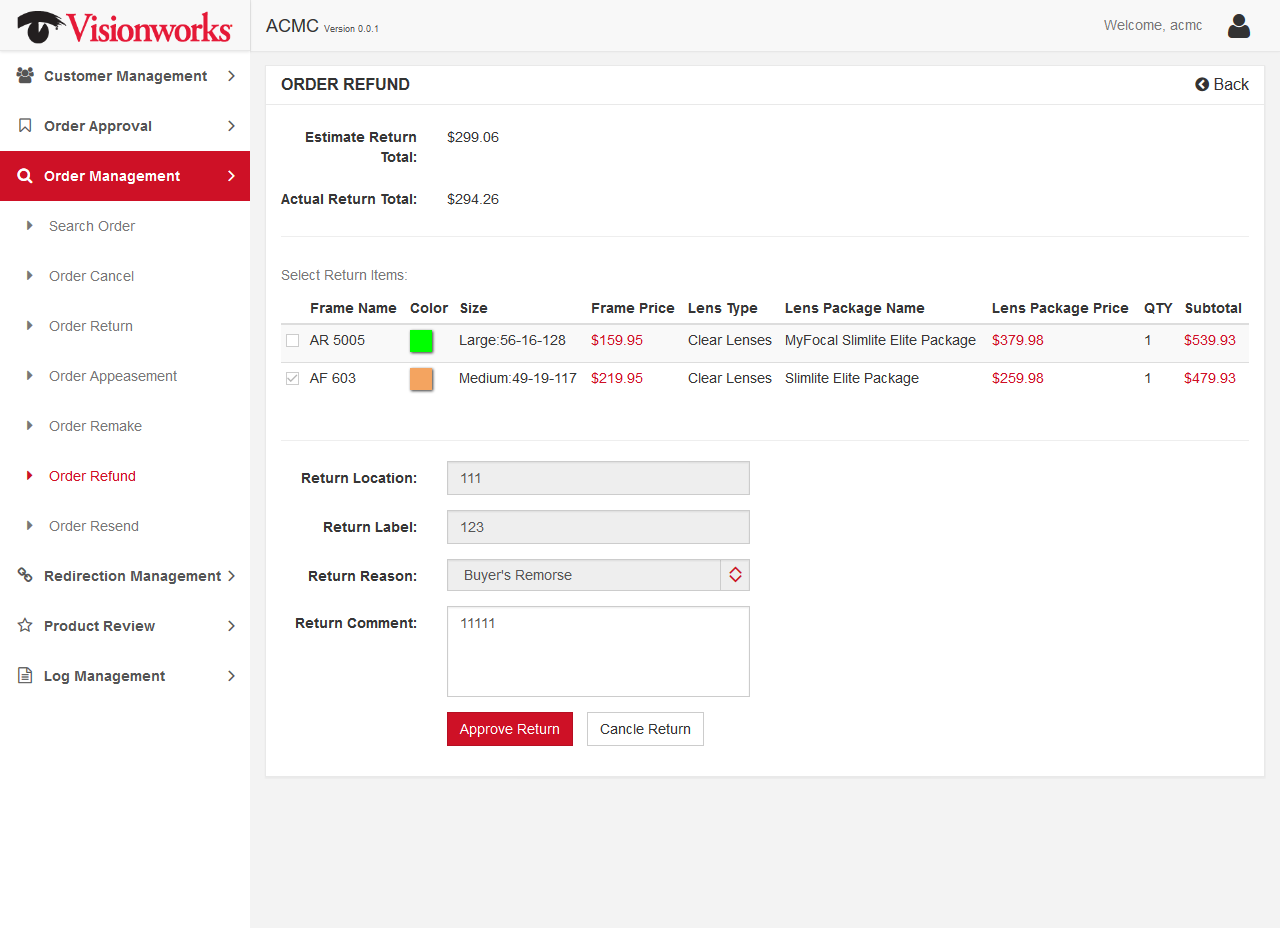 Visionworks
ACMC Version 0.0.1
Welcome, acmc
Customer Management
Order Approval
Order Management
Search Order
Order Cancel
Order Return
Order Appeasement
Order Remake
Order Refund
Order Resend
Redirection Management
Product Review
Log Management
ORDER REFUND
Back
Estimate Return
Total:
$299.06
Actual Return Total: $294.26
Select Return Items:
Frame Name Color Size Frame Price Lens Type Lens Package Name Lens Package Price QTY Subtotal
AR 5005 Large:56-16-128 $159.95 Clear Lenses MyFocal Slimlite Elite Package $379.98 1 $539.93
AF 603 Medium:49-19-117 $219.95 Clear Lenses Slimlite Elite Package $259.98 1 $479.93
Return Location: 111
Return Label: 123
Return Reason: Buyer's Remorse
Return Comment: 11111
Approve Return Cancle Return